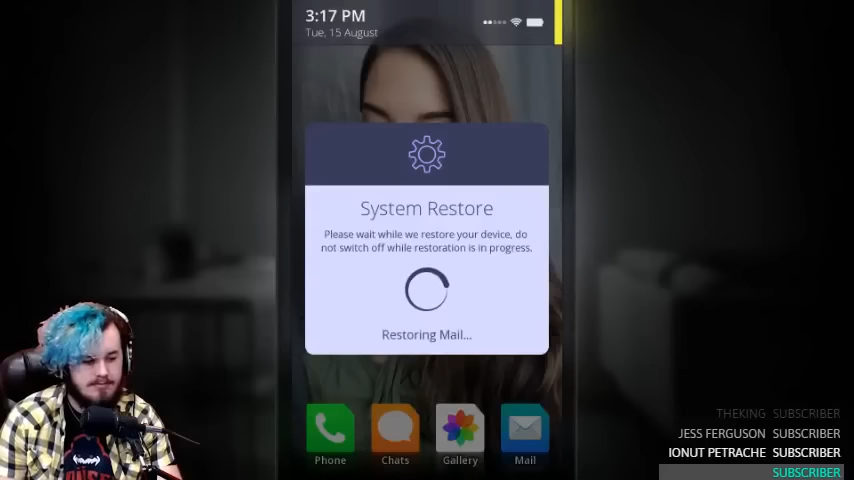 3:17 PM
Tue, 15 August
System Restore
Please wait while we restore your device, do
not switch off while restoration is in progress.
Restoring Mail...
Phone Chats Gallery Mail
THEKING SUBSCRIBER
JESS FERGUSON SUBSCRIBER
IONUT PETRACHE SUBSCRIBER
SUBSCRIBER